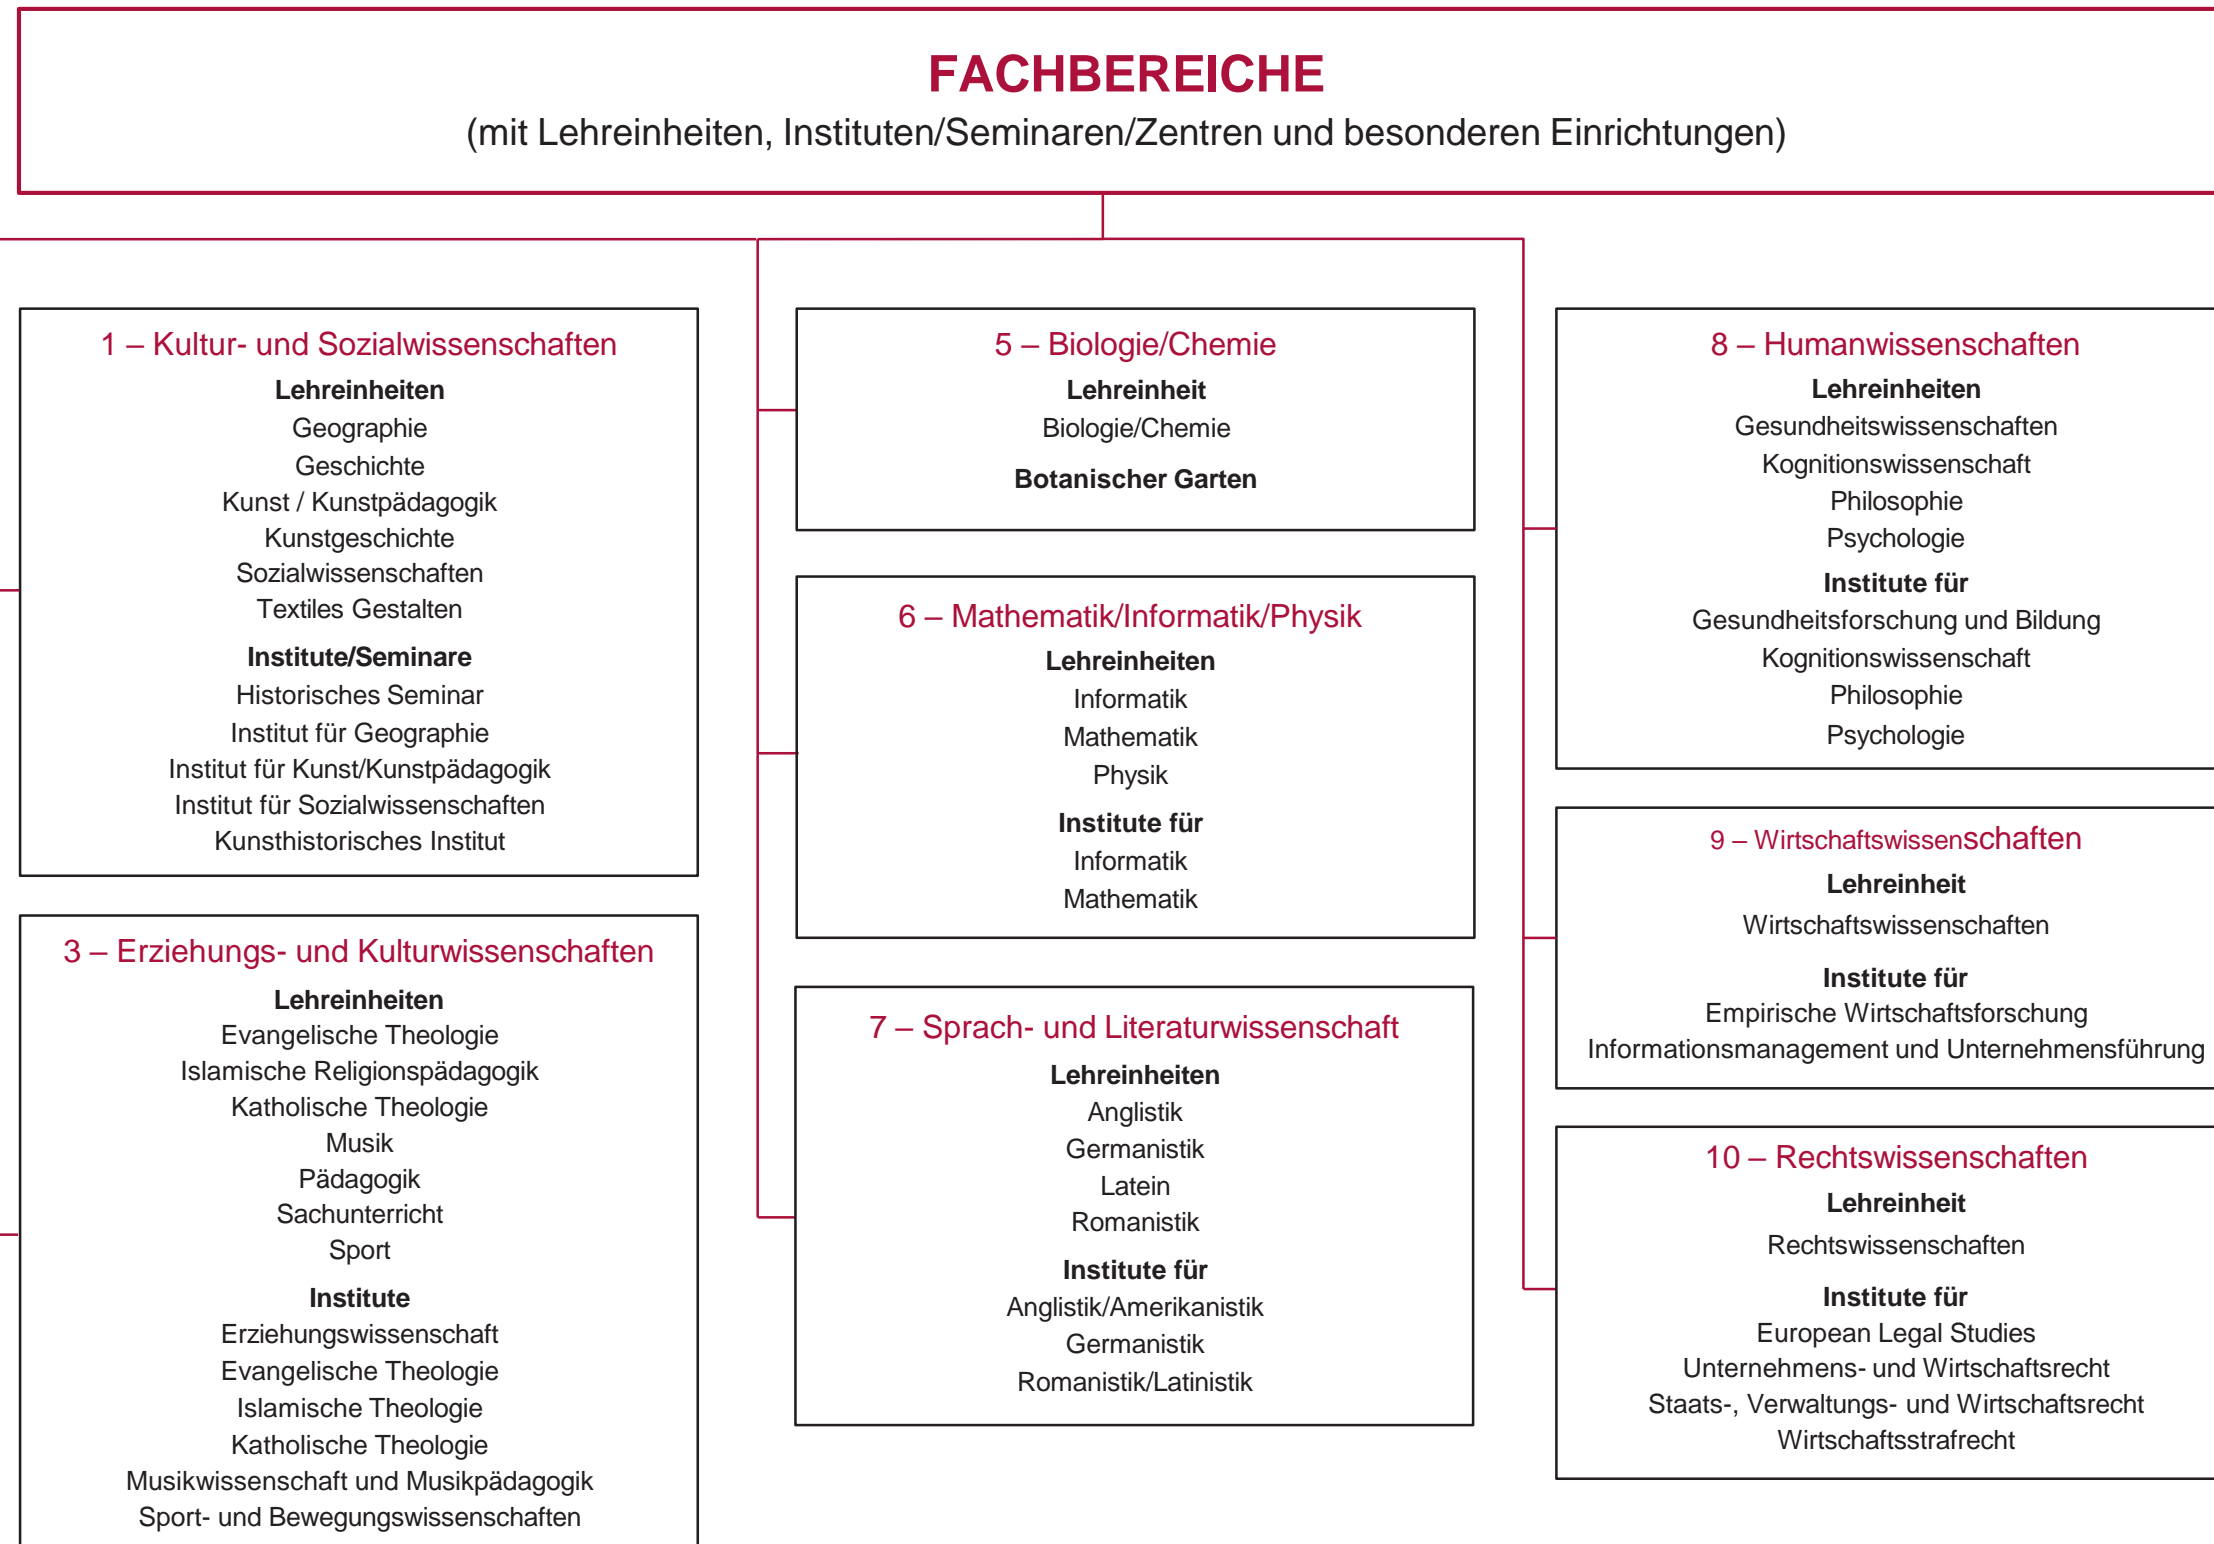 FACHBEREICHE
(mit Lehreinheiten, Instituten/Seminaren/Zentren und besonderen Einrichtungen)
1 – Kultur- und Sozialwissenschaften
Lehreinheiten
Geographie
Geschichte
Kunst / Kunstpädagogik
Kunstgeschichte
Sozialwissenschaften
Textiles Gestalten
Institute/Seminare
Historisches Seminar
Institut für Geographie
Institut für Kunst/Kunstpädagogik
Institut für Sozialwissenschaften
Kunsthistorisches Institut
3 – Erziehungs- und Kulturwissenschaften
Lehreinheiten
Evangelische Theologie
Islamische Religionspädagogik
Katholische Theologie
Musik
Pädagogik
Sachunterricht
Sport
Institute
Erziehungswissenschaft
Evangelische Theologie
Islamische Theologie
Katholische Theologie
Musikwissenschaft und Musikpädagogik
Sport- und Bewegungswissenschaften
5 – Biologie/Chemie
Lehreinheit
Biologie/Chemie
Botanischer Garten
6 – Mathematik/Informatik/Physik
Lehreinheiten
Informatik
Mathematik
Physik
Institute für
Informatik
Mathematik
7 – Sprach- und Literaturwissenschaft
Lehreinheiten
Anglistik
Germanistik
Latein
Romanistik
Institute für
Anglistik/Amerikanistik
Germanistik
Romanistik/Latinistik
8 – Humanwissenschaften
Lehreinheiten
Gesundheitswissenschaften
Kognitionswissenschaft
Philosophie
Psychologie
Institute für
Gesundheitsforschung und Bildung
Kognitionswissenschaft
Philosophie
Psychologie
9 – Wirtschaftswissenschaften
Lehreinheit
Wirtschaftswissenschaften
Institute für
Empirische Wirtschaftsforschung
Informationsmanagement und Unternehmensführung
10 – Rechtswissenschaften
Lehreinheit
Rechtswissenschaften
Institute für
European Legal Studies
Unternehmens- und Wirtschaftsrecht
Staats-, Verwaltungs- und Wirtschaftsrecht
Wirtschaftsstrafrecht